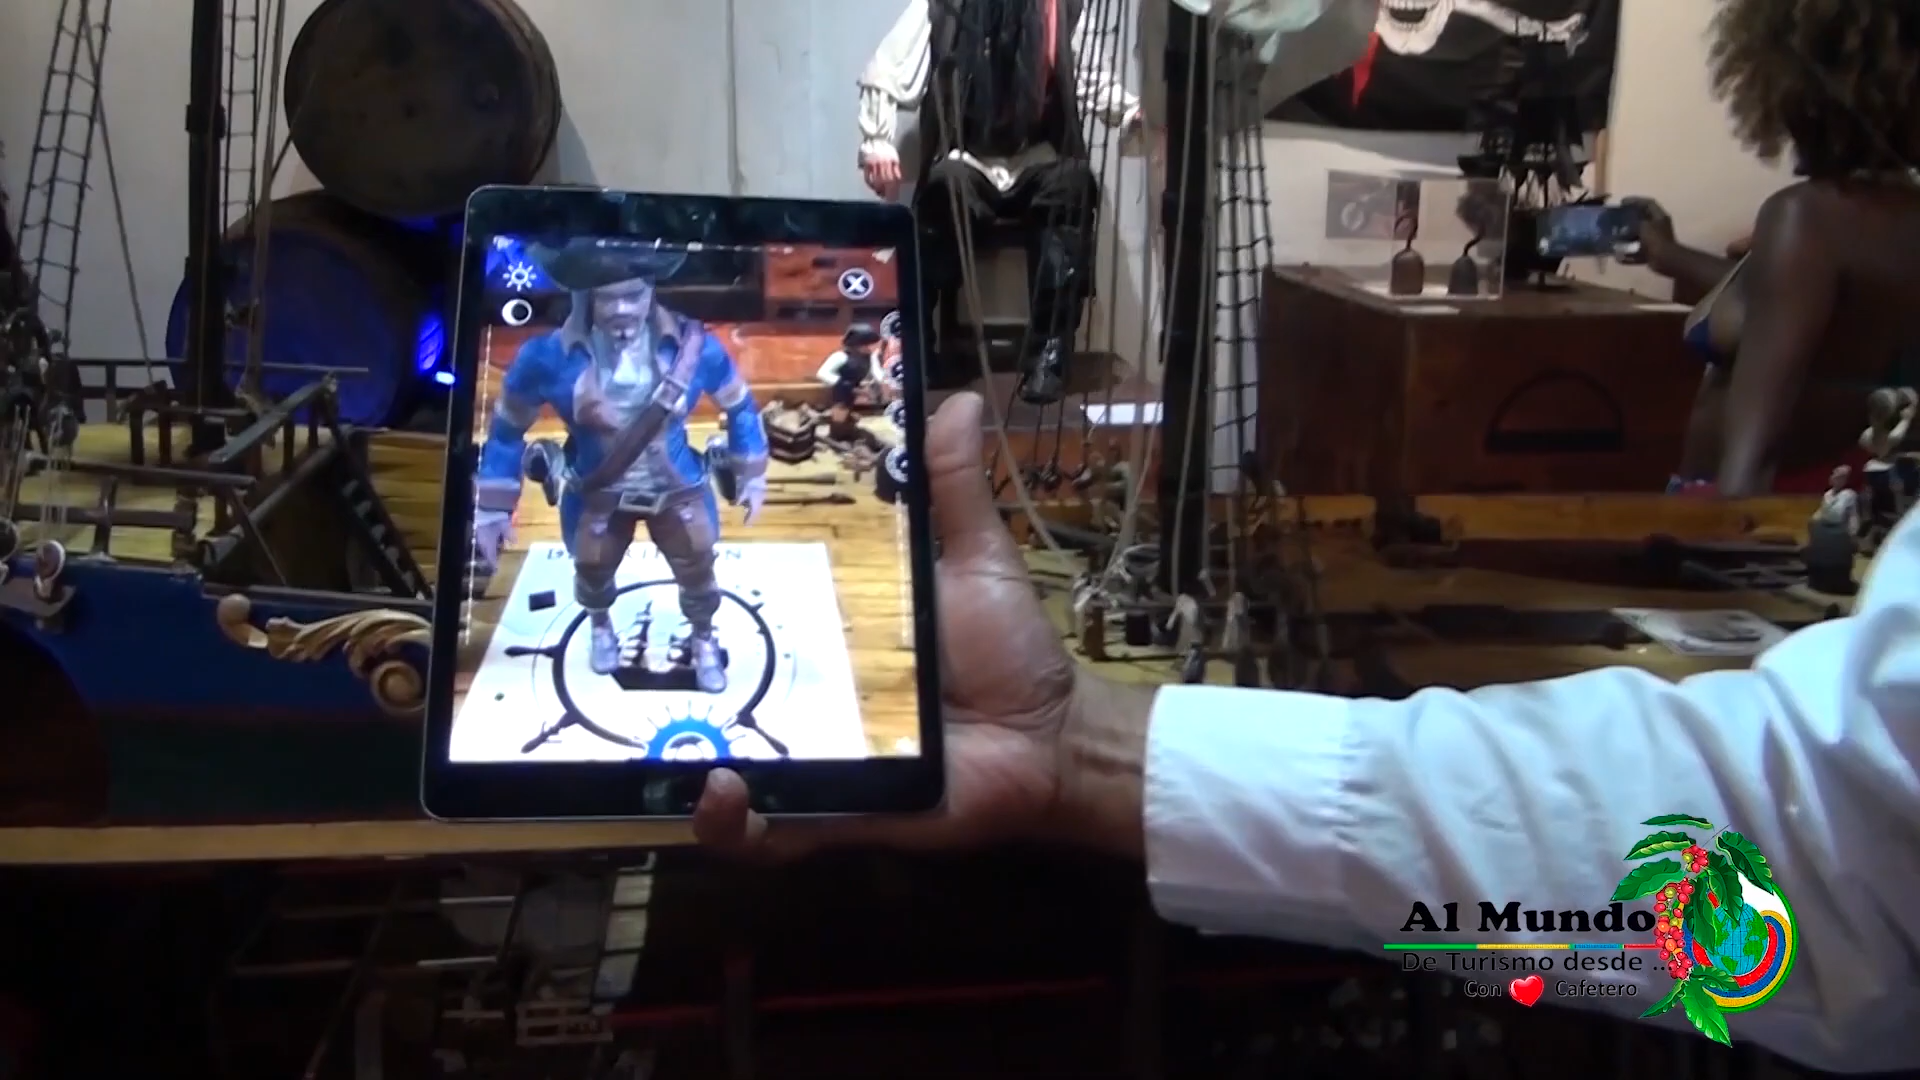 Al Mundo
De Turismo desde ...
Con Cafetero